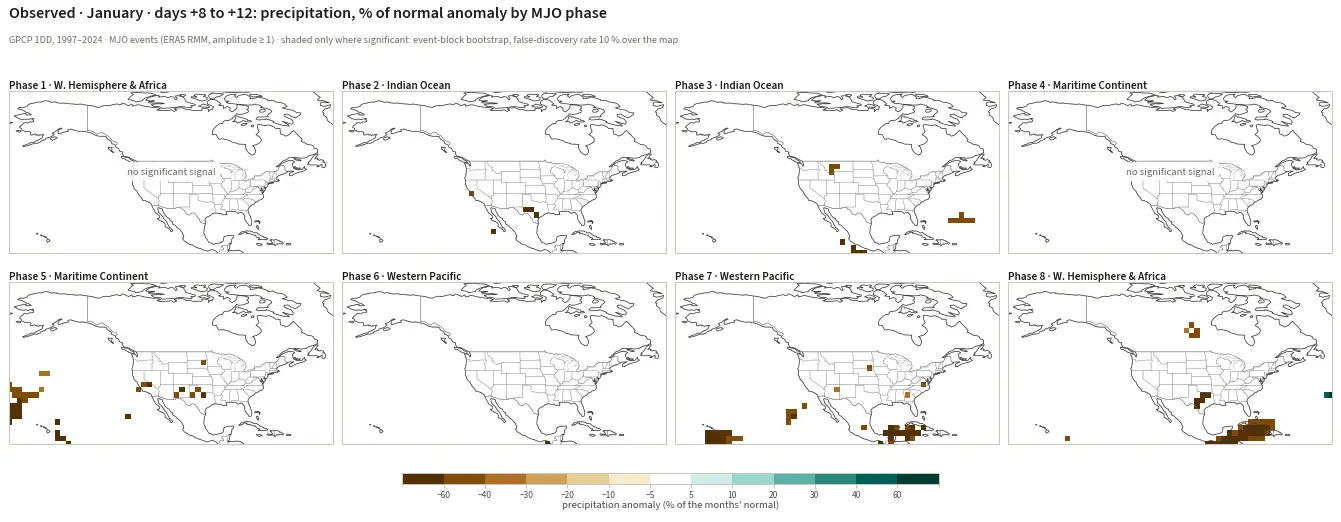 Observed · January · days +8 to +12: precipitation, % of normal anomaly by MJO phase
GPCP 1DD, 1997–2024 · MJO events (ERA5 RMM, amplitude ≥ 1) · shaded only where significant: event-block bootstrap, false-discovery rate 10 % over the map
Phase 1 · W. Hemisphere & Africa
Phase 2 · Indian Ocean
Phase 3 · Indian Ocean
Phase 4 · Maritime Continent
no significant signal
no significant signal
Phase 5 · Maritime Continent
Phase 6 · Western Pacific
Phase 7 · Western Pacific
Phase 8 · W. Hemisphere & Africa
−60 −40 −30 −20 −10 −5 5 10 20 30 40 60
precipitation anomaly (% of the months' normal)